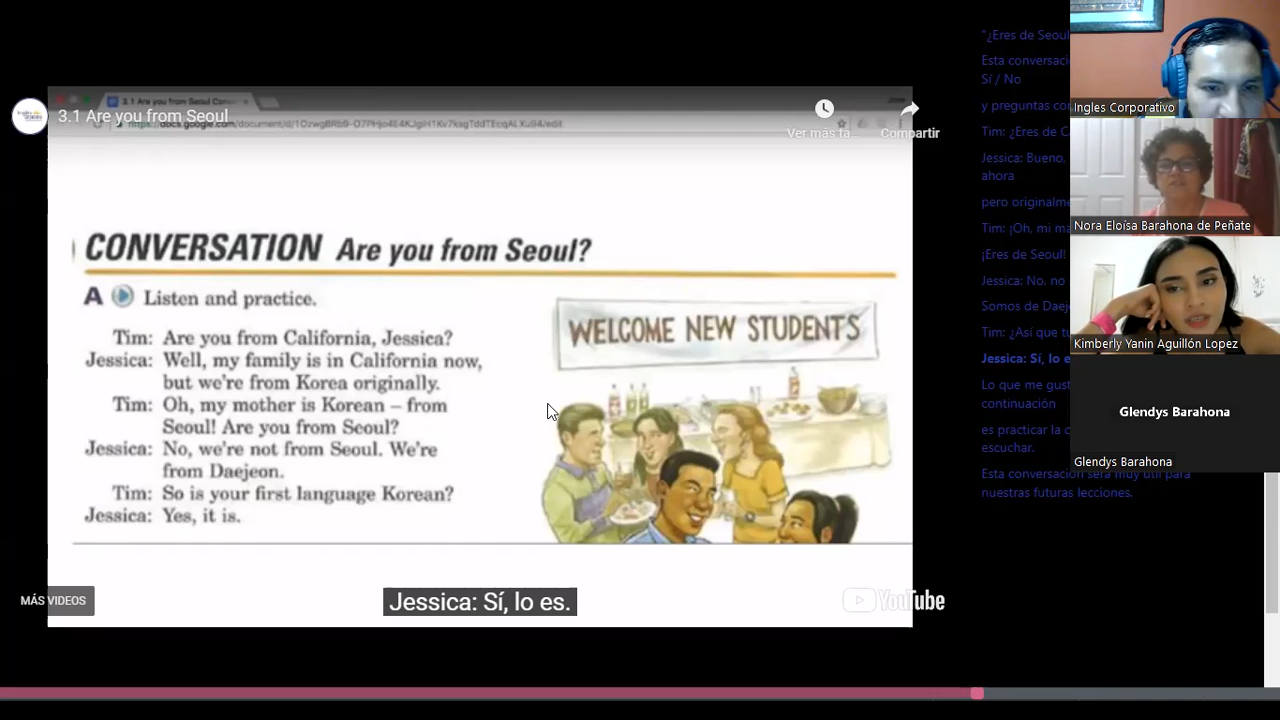 3.1 Are you from Seoul
Ver más ta...
Compartir
CONVERSATION Are you from Seoul?
A Listen and practice.
Tim: Are you from California, Jessica?
Jessica: Well, my family is in California now,
but we're from Korea originally.
Tim: Oh, my mother is Korean – from
Seoul! Are you from Seoul?
Jessica: No, we're not from Seoul. We're
from Daejeon.
Tim: So is your first language Korean?
Jessica: Yes, it is.
WELCOME NEW STUDENTS
MÁS VIDEOS
Jessica: Sí, lo es.
YouTube
"¿Eres de Seoul
Esta conversaci
Sí / No
y preguntas co
Tim: ¿Eres de C
Jessica: Bueno,
ahora
pero originalme
Tim: ¡Oh, mi ma
¡Eres de Seoul!
Jessica: No, no
Somos de Daej
Tim: ¿Así que t
Jessica: Sí, lo e
Lo que me gust
continuación
es practicar la c
escuchar.
Esta conversación será muy útil para
nuestras futuras lecciones.
Ingles Corporativo
Nora Eloísa Barahona de Peñate
Kimberly Yanin Aguillón Lopez
Glendys Barahona
Glendys Barahona